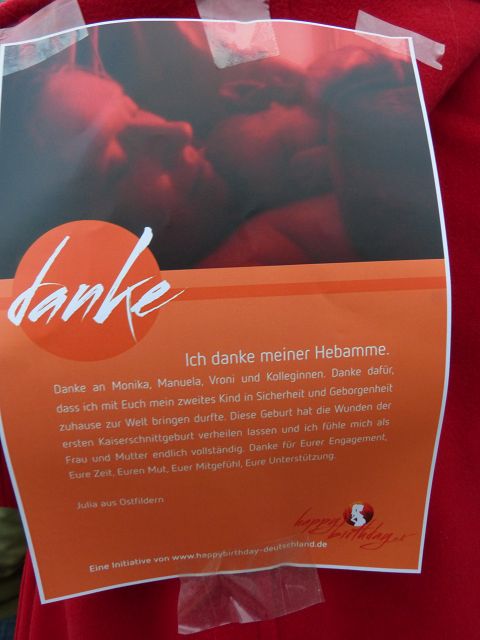 danke
Ich danke meiner Hebamme.
Danke an Monika, Manuela, Vroni und Kolleginnen. Danke dafür,
dass ich mit Euch mein zweites Kind in Sicherheit und Geborgenheit
zuhause zur Welt bringen durfte. Diese Geburt hat die Wunden der
ersten Kaiserschnittgeburt verheilen lassen und ich fühle mich als
Frau und Mutter endlich vollständig. Danke für Eurer Engagement,
Eure Zeit, Euren Mut, Euer Mitgefühl, Eure Unterstützung.
Julia aus Ostfildern
happy
birthday
Eine Initiative von www.happybirthday-deutschland.de